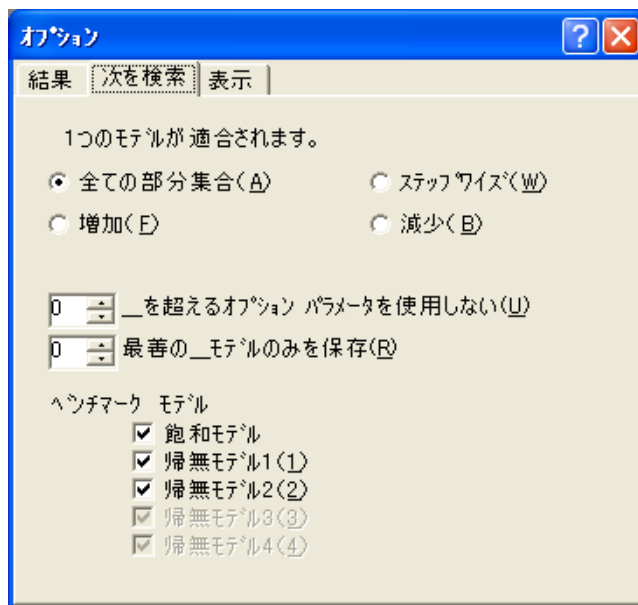 オプション
結果 次を検索 表示
1つのモデルが適合されます。
全ての部分集合(A) ステップワイズ(W)
増加(F) 減少(B)
0 __を超えるオプション パラメータを使用しない(U)
0 最善の__モデルのみを保存(R)
ベンチマーク モデル
飽和モデル
帰無モデル1(1)
帰無モデル2(2)
帰無モデル3(3)
帰無モデル4(4)